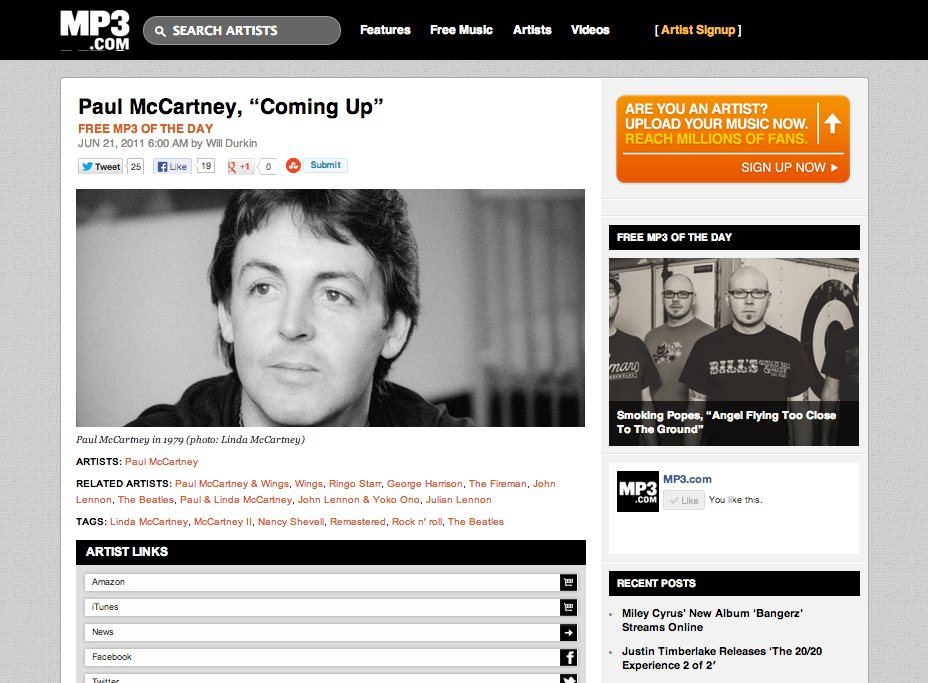 MP3
.COM
SEARCH ARTISTS
Features
Free Music
Artists
Videos
[ Artist Signup ]
Paul McCartney, “Coming Up”
FREE MP3 OF THE DAY
JUN 21, 2011 6:00 AM by Will Durkin
Tweet 25
Like 19
+1 0
Submit
Paul McCartney in 1979 (photo: Linda McCartney)
ARTISTS: Paul McCartney
RELATED ARTISTS: Paul McCartney & Wings, Wings, Ringo Starr, George Harrison, The Fireman, John
Lennon, The Beatles, Paul & Linda McCartney, John Lennon & Yoko Ono, Julian Lennon
TAGS: Linda McCartney, McCartney II, Nancy Shevell, Remastered, Rock n' roll, The Beatles
ARTIST LINKS
Amazon
iTunes
News
Facebook
Twitter
ARE YOU AN ARTIST?
UPLOAD YOUR MUSIC NOW.
REACH MILLIONS OF FANS.
SIGN UP NOW
FREE MP3 OF THE DAY
BILL'S
Smoking Popes, “Angel Flying Too Close
To The Ground”
MP3
.COM
MP3.com
Like You like this.
RECENT POSTS
Miley Cyrus’ New Album ‘Bangerz’
Streams Online
Justin Timberlake Releases ‘The 20/20
Experience 2 of 2′